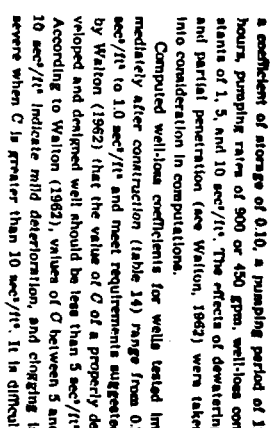 a coefficient of storage of 0.10, a pumping period of 1
hours, pumping rates of 900 or 450 gpm, well-loss con
stants of 1, 5, and 10 sec²/ft⁵. The effects of dewaterin
and partial penetration (see Walton, 1962) were take
into consideration in computations.
Computed well-loss coefficients for wells tested im
mediately after construction (table 14) range from 0.
sec²/ft⁵ to 1.0 sec²/ft⁵ and meet requirements suggeste
by Walton (1962) that the value of C of a properly de
veloped and designed well should be less than 5 sec²/ft⁵
According to Walton (1962), values of C between 5 and
10 sec²/ft⁵ indicate mild deterioration, and clogging i
severe when C is greater than 10 sec²/ft⁵. It is difficul